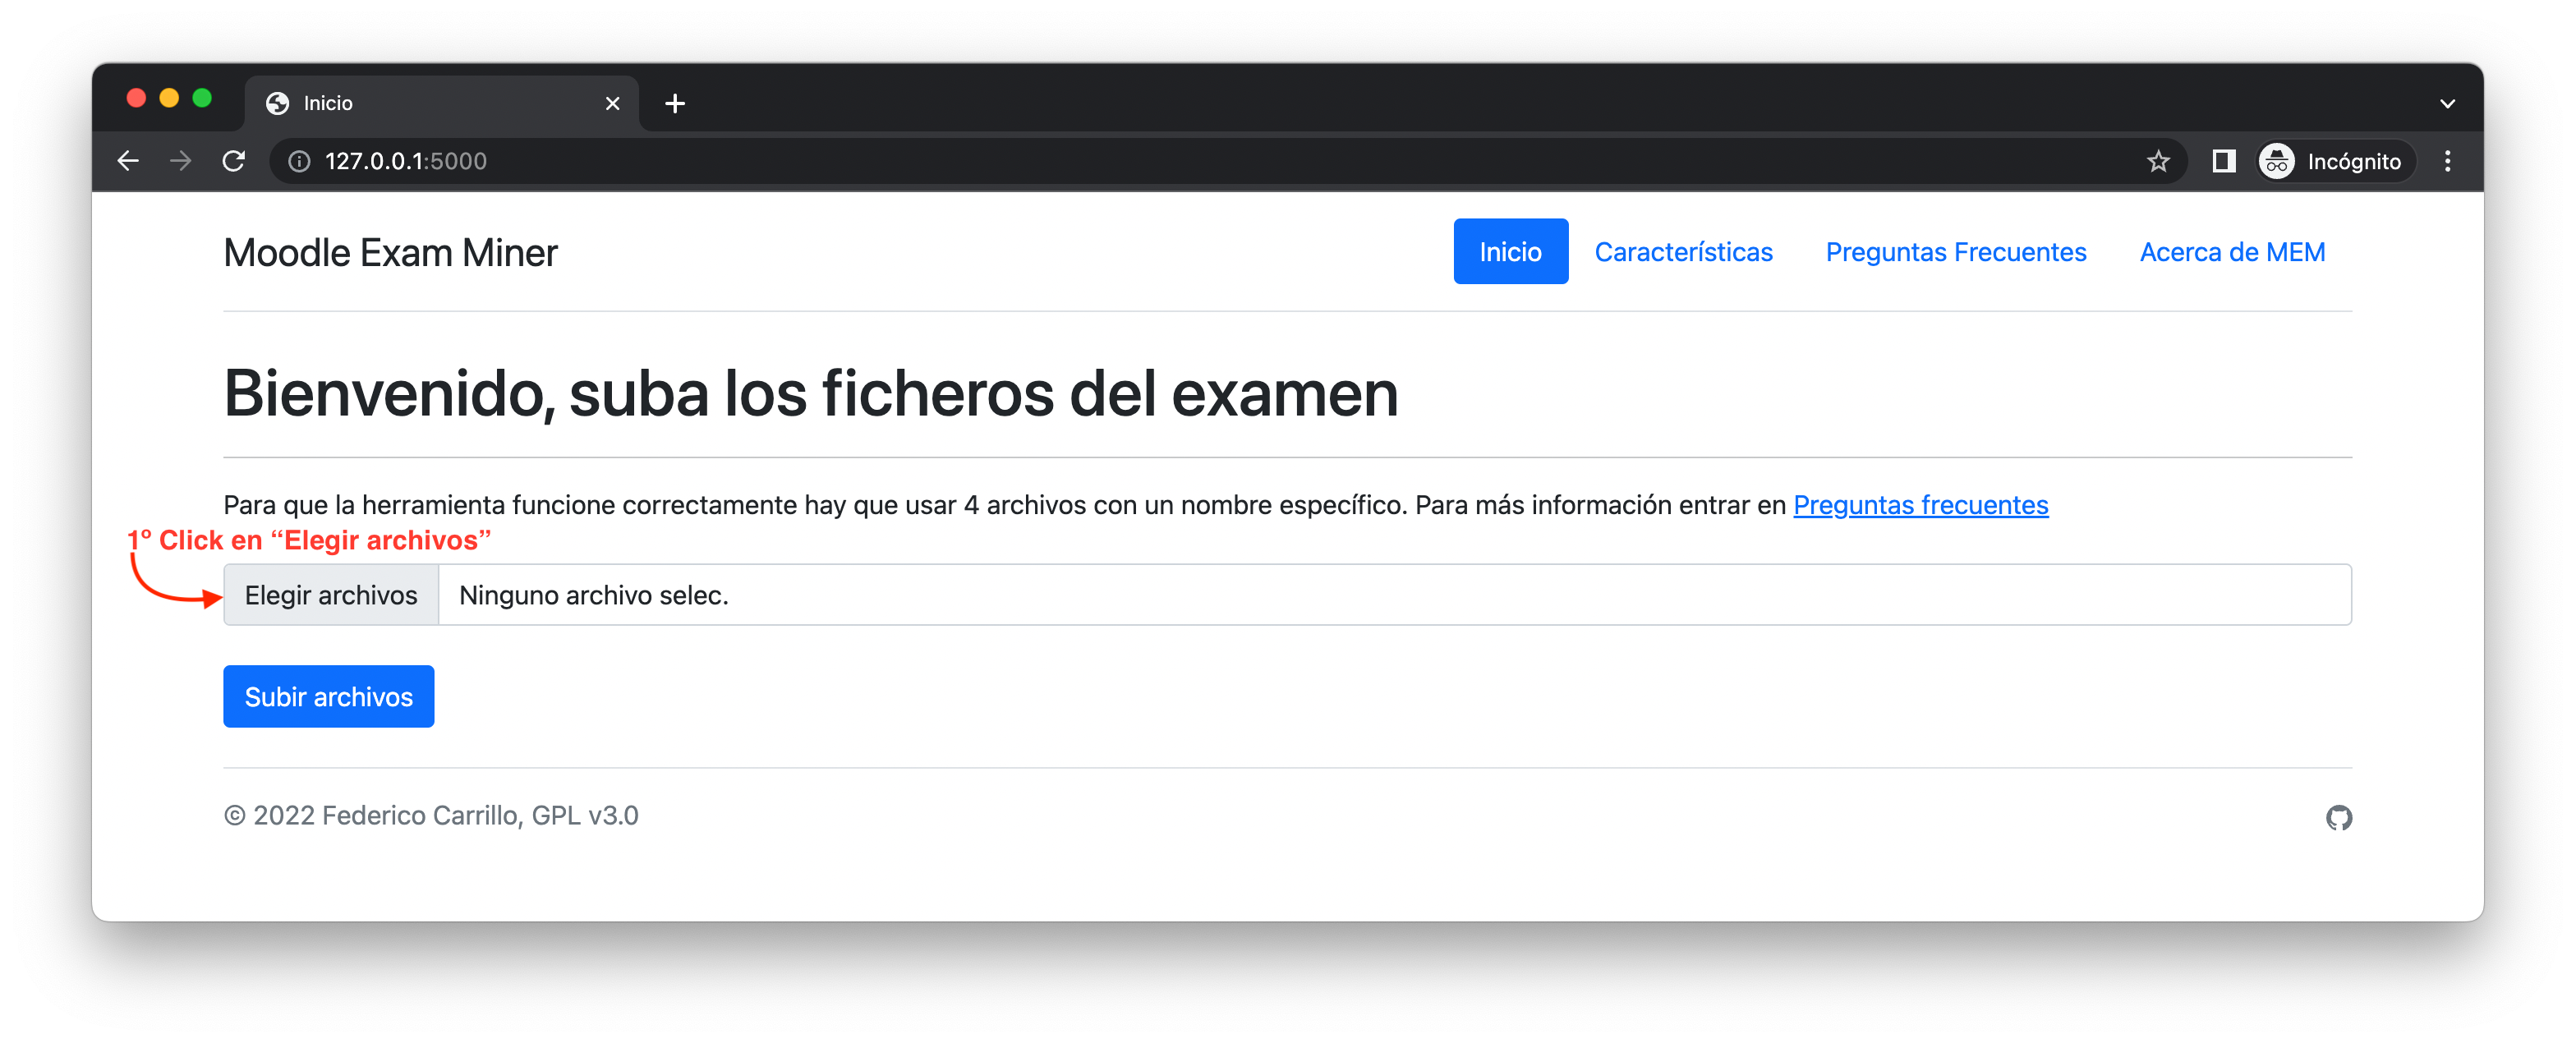 Inicio
127.0.0.1:5000
Incógnito
Moodle Exam Miner
Inicio
Características
Preguntas Frecuentes
Acerca de MEM
Bienvenido, suba los ficheros del examen
Para que la herramienta funcione correctamente hay que usar 4 archivos con un nombre específico. Para más información entrar en Preguntas frecuentes
1º Click en “Elegir archivos”
Elegir archivos
Ninguno archivo selec.
Subir archivos
© 2022 Federico Carrillo, GPL v3.0